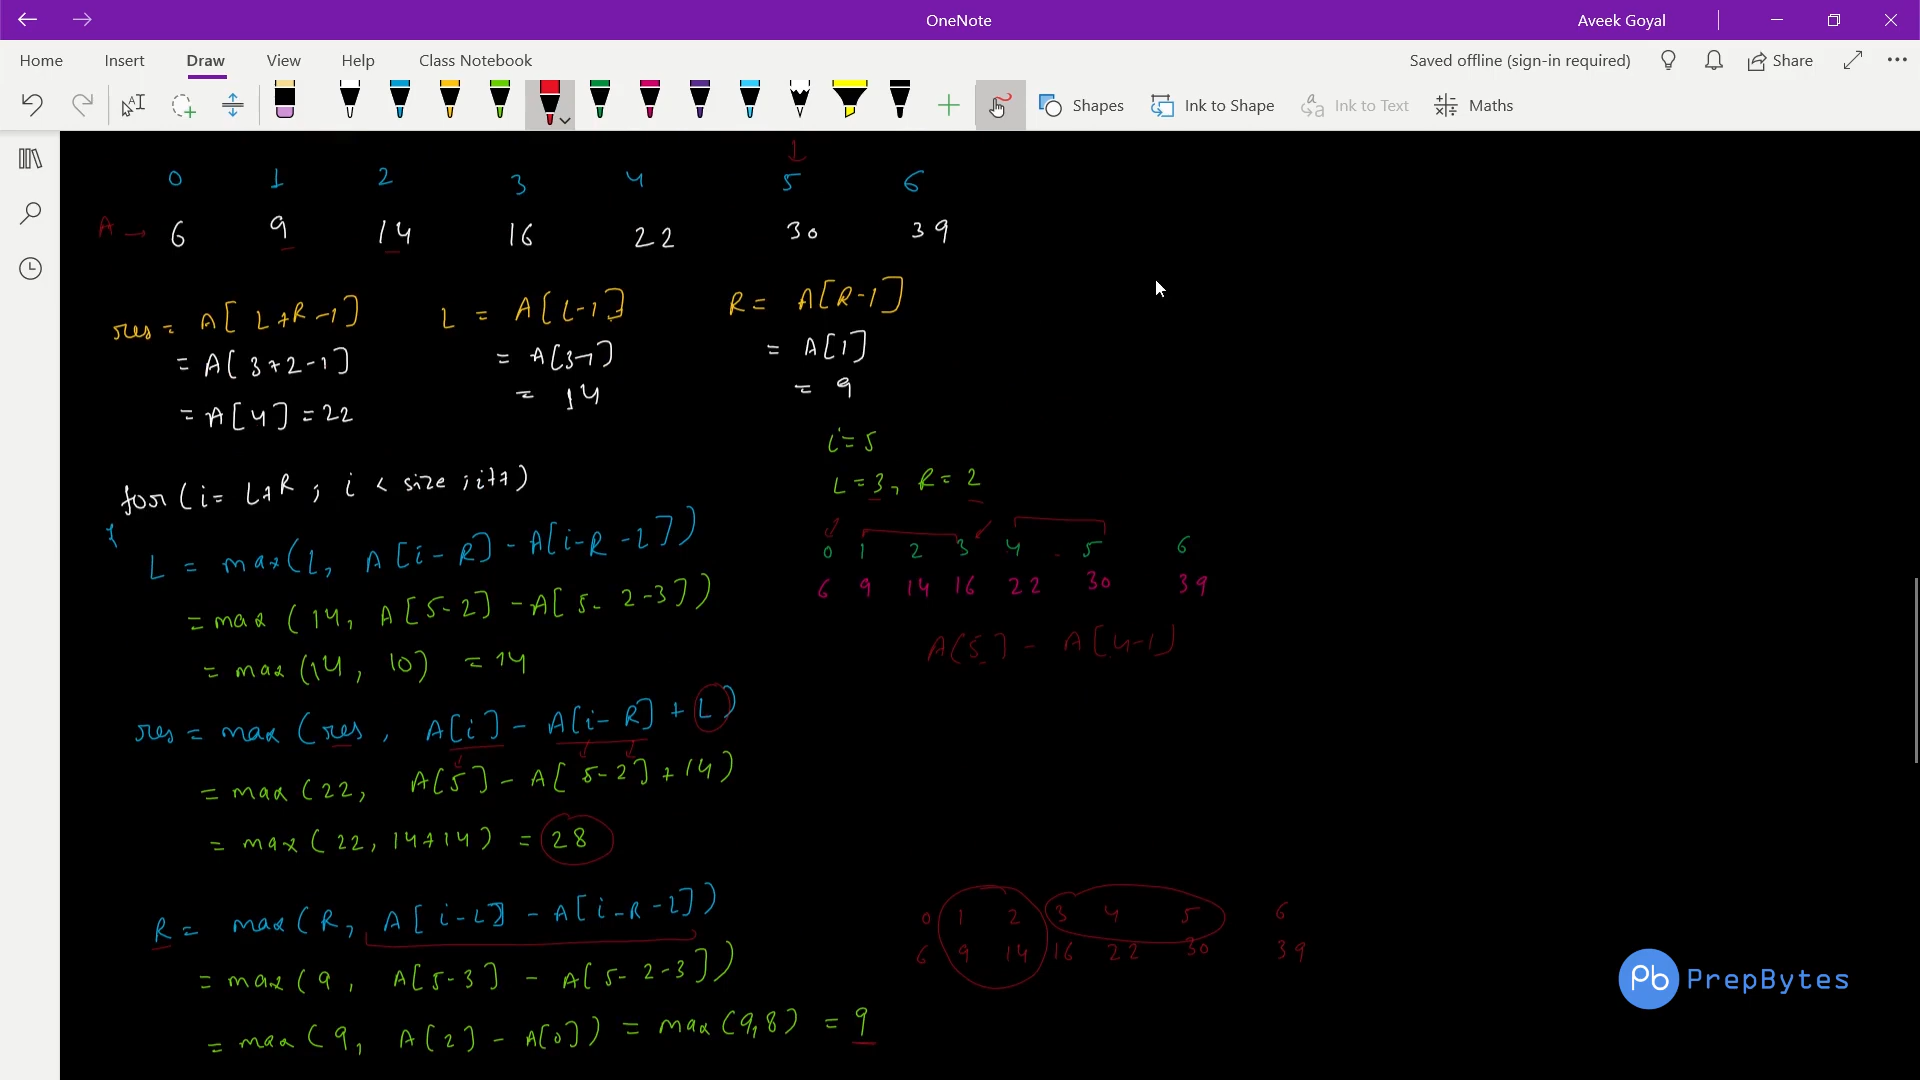 OneNote
Aveek Goyal
Home Insert Draw View Help Class Notebook
Saved offline (sign-in required) Share
Shapes Ink to Shape Ink to Text Maths
0 1 2 3 4 5 6
A → 6 9 14 16 22 30 39
res = A[L+R-1] L = A[L-1] R = A[R-1]
= A[3+2-1] = A[3-1] = A[1]
= A[4] = 22 = 14 = 9
i=5
L=3, R=2
for(i= L+R ; i < size ; i++)
{
L = max(L, A[i-R] - A[i-R-L])
0 1 2 3 4 5 6
6 9 14 16 22 30 39
= max (14, A[5-2] - A[5-2-3])
A[5] - A[4-1]
= max (14, 10) = 14
res = max (res, A[i] - A[i-R] + L)
= max (22, A[5] - A[5-2] + 14)
= max (22, 14+14) = 28
R = max(R, A[i-L] - A[i-R-L])
0 1 2 3 4 5 6
6 9 14 16 22 30 39
= max(9, A[5-3] - A[5-2-3])
= max(9, A[2] - A[0]) = max(9,8) = 9
Pb PrepBytes